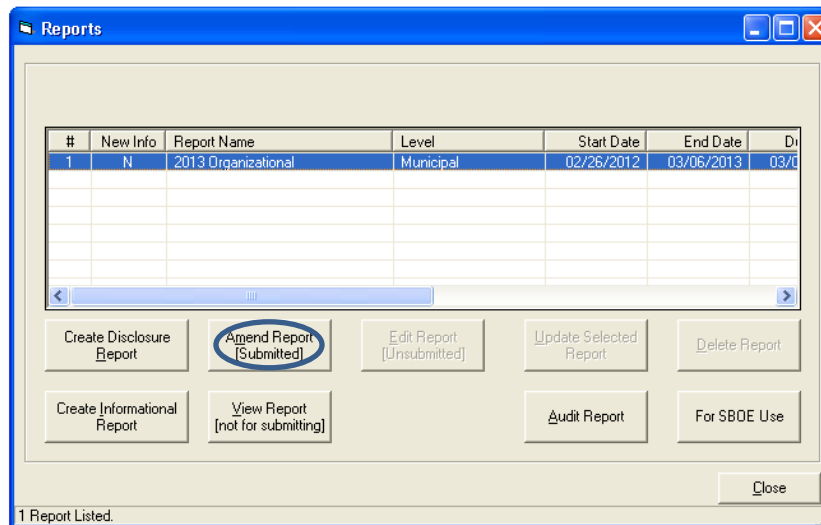 Reports
# New Info Report Name Level Start Date End Date
1 N 2013 Organizational Municipal 02/26/2012 03/06/2013
Create Disclosure Report
Amend Report [Submitted]
Edit Report [Unsubmitted]
Update Selected Report
Delete Report
Create Informational Report
View Report [not for submitting]
Audit Report
For SBOE Use
Close
1 Report Listed.